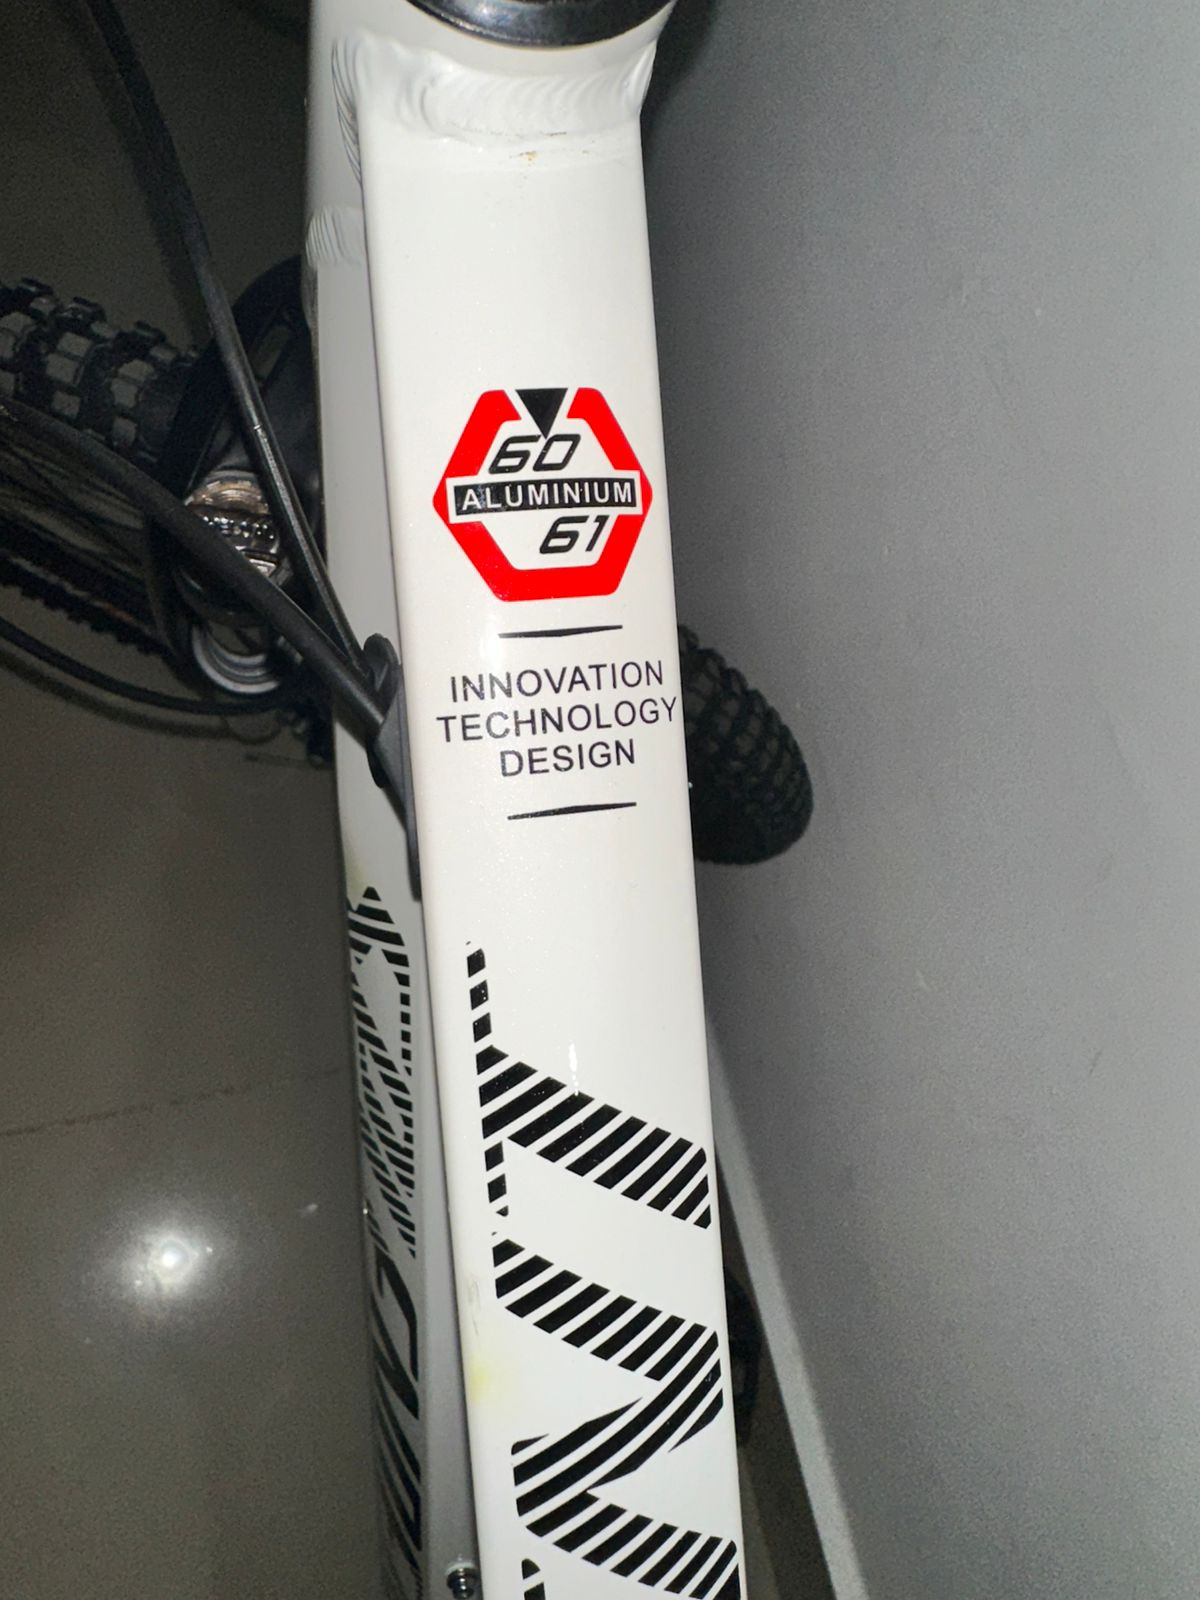 60
ALUMINIUM
61
INNOVATION
TECHNOLOGY
DESIGN